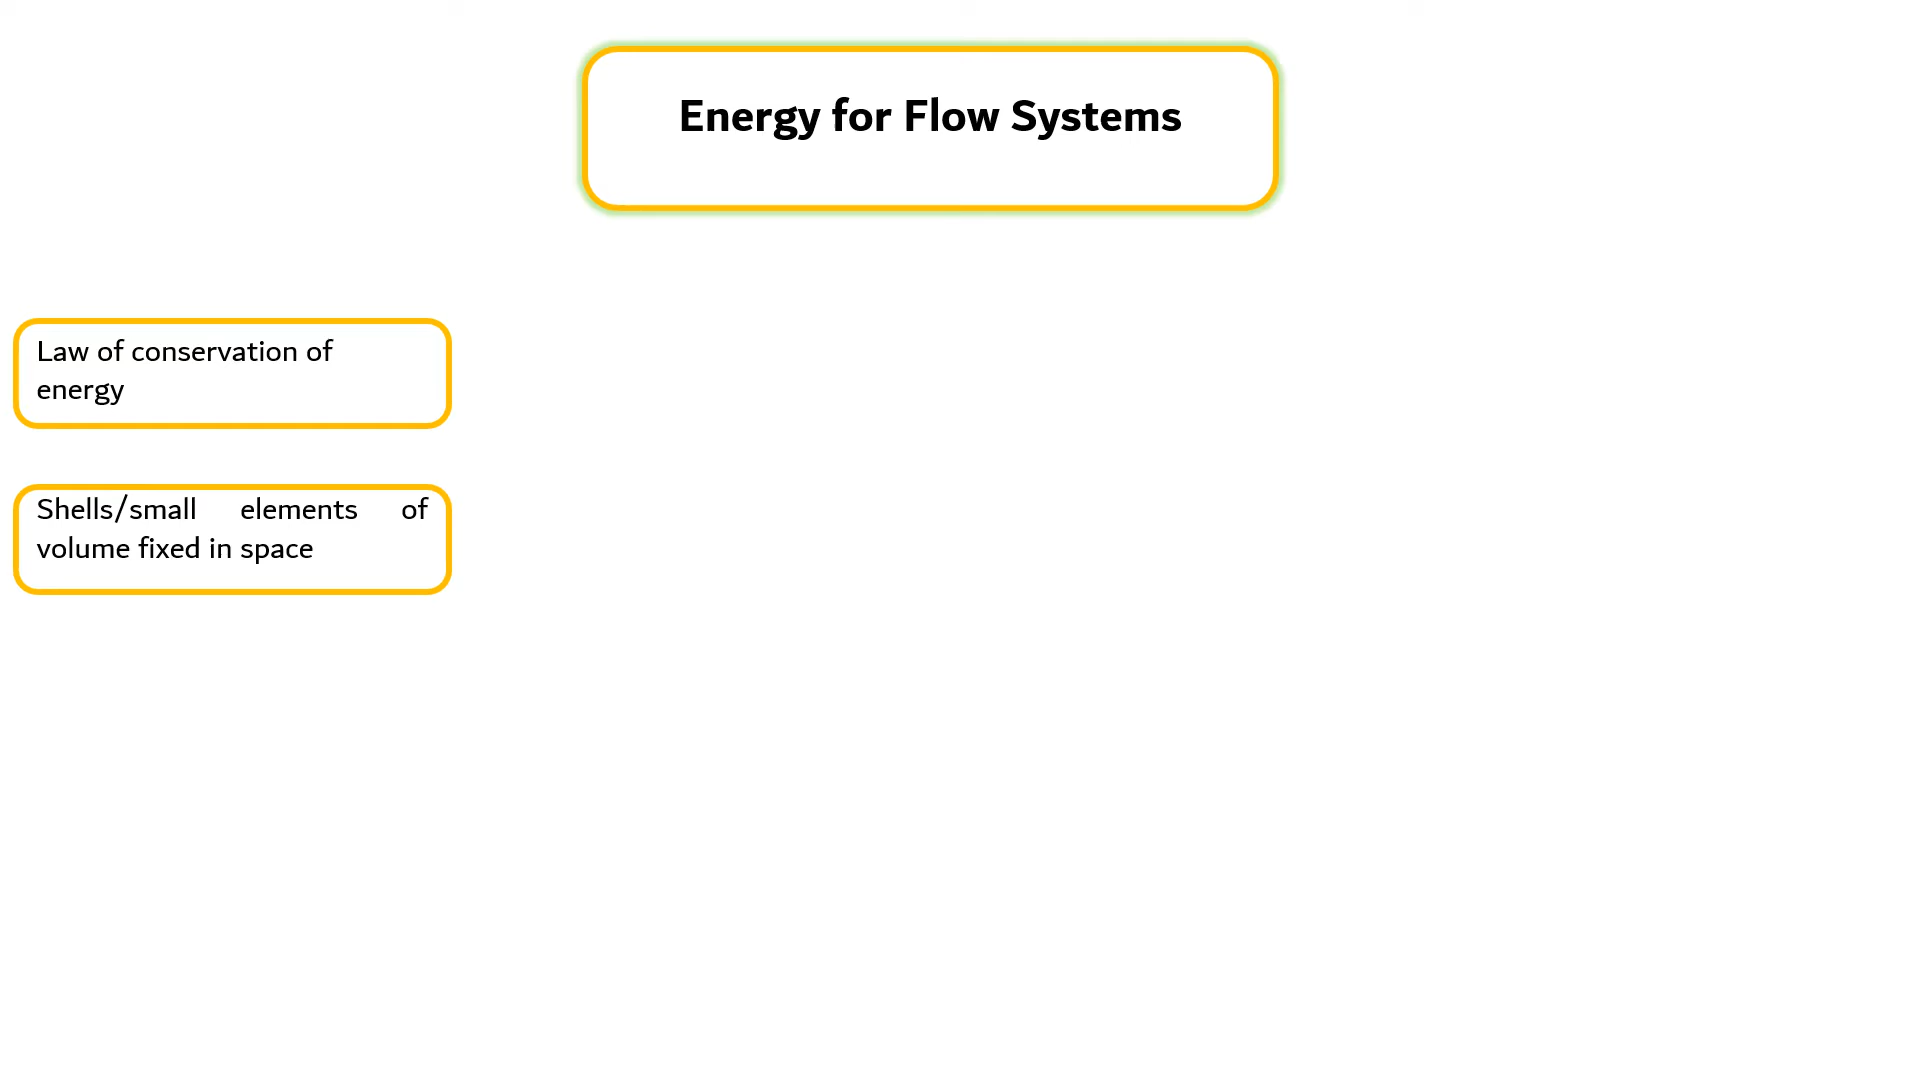 Energy for Flow Systems
Law of conservation of
energy
Shells/small elements of
volume fixed in space